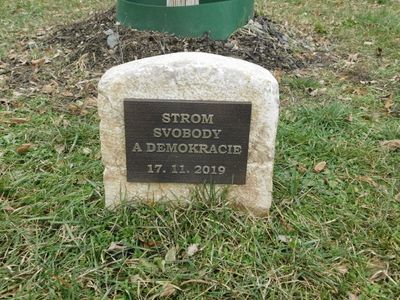 STROM
SVOBODY
A DEMOKRACIE
17. 11. 2019